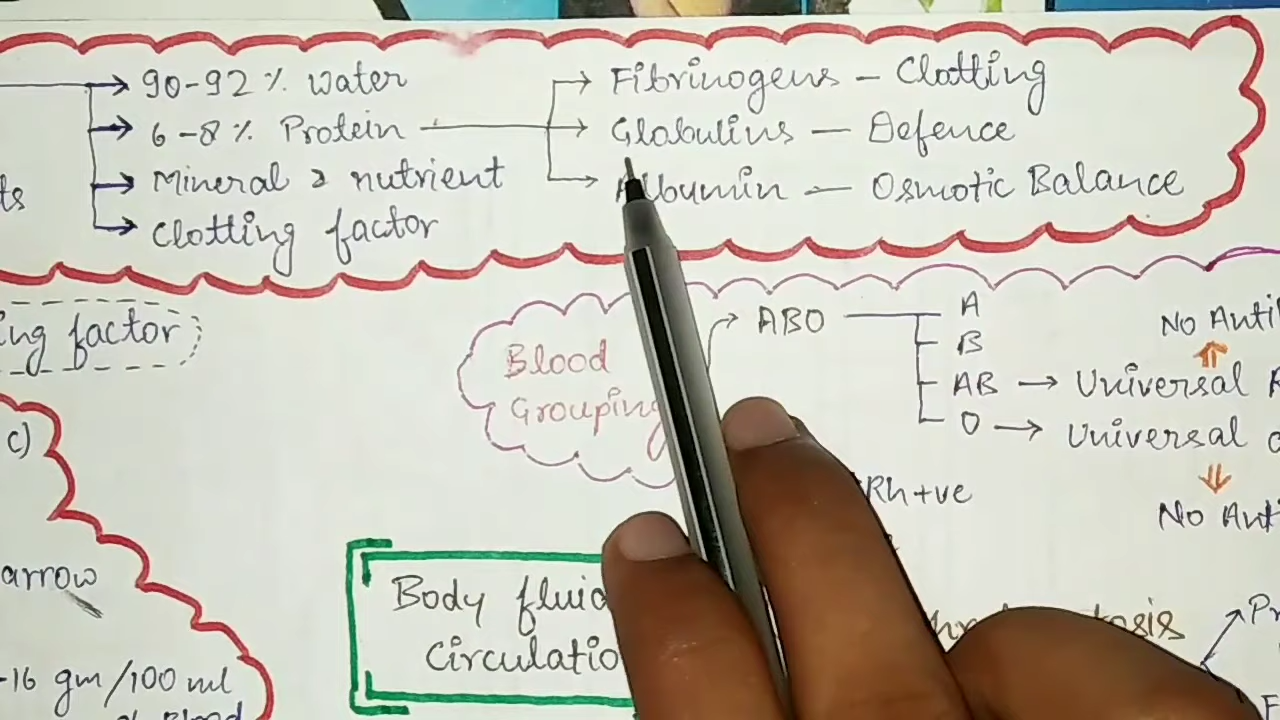 90-92 % water
6-8 % Protein
Mineral & nutrient
Clotting factor
Fibrinogens - Clotting
Globulins - Defence
Albumin - Osmotic Balance
ts
ing factor
Blood
Grouping
ABO
A
B
AB → Universal
O → Universal
No Anti
No Anti
Rh+ve
c)
arrow
-16 gm/100 ml
Blood
Body fluid
Circulatio
Pr